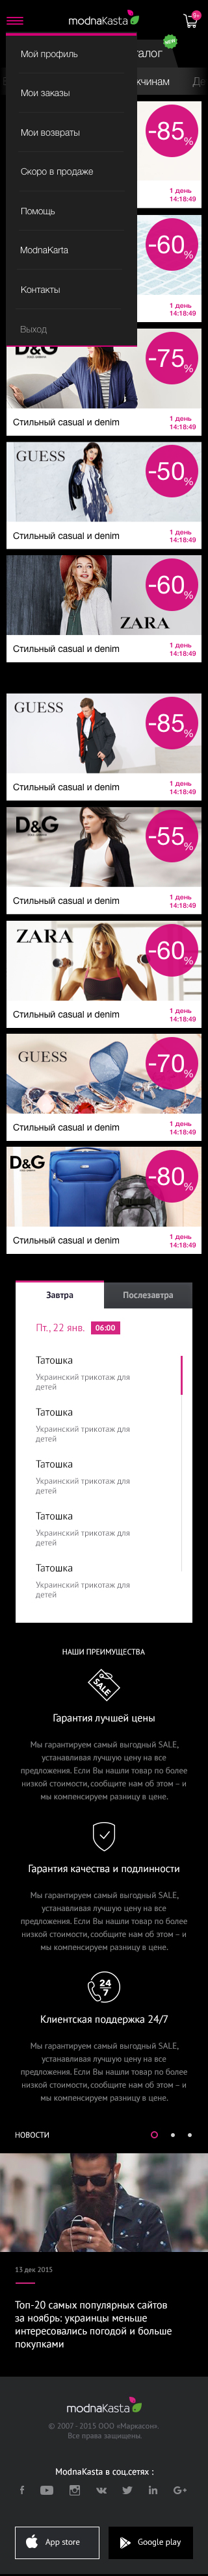 modnaKasta
9+
Мой профиль
Мои заказы
Мои возвраты
Скоро в продаже
Помощь
ModnaKarta
Контакты
Выход
NEW
-85%
1 день
14:18:49
-60%
1 день
14:18:49
D&G
-75%
Стильный casual и denim
1 день
14:18:49
GUESS
-50%
Стильный casual и denim
1 день
14:18:49
-60%
ZARA
Стильный casual и denim
1 день
14:18:49
GUESS
-85%
Стильный casual и denim
1 день
14:18:49
D&G
-55%
Стильный casual и denim
1 день
14:18:49
ZARA
-60%
Стильный casual и denim
1 день
14:18:49
GUESS
-70%
Стильный casual и denim
1 день
14:18:49
D&G
-80%
Стильный casual и denim
1 день
14:18:49
Завтра
Послезавтра
Пт., 22 янв. 06:00
Татошка
Украинский трикотаж для
детей
Татошка
Украинский трикотаж для
детей
Татошка
Украинский трикотаж для
детей
Татошка
Украинский трикотаж для
детей
Татошка
Украинский трикотаж для
детей
НАШИ ПРЕИМУЩЕСТВА
SALE
Гарантия лучшей цены
Мы гарантируем самый выгодный SALE,
устанавливая лучшую цену на все
предложения. Если Вы нашли товар по более
низкой стоимости, сообщите нам об этом – и
мы компенсируем разницу в цене.
Гарантия качества и подлинности
Мы гарантируем самый выгодный SALE,
устанавливая лучшую цену на все
предложения. Если Вы нашли товар по более
низкой стоимости, сообщите нам об этом – и
мы компенсируем разницу в цене.
24
7
Клиентская поддержка 24/7
Мы гарантируем самый выгодный SALE,
устанавливая лучшую цену на все
предложения. Если Вы нашли товар по более
низкой стоимости, сообщите нам об этом – и
мы компенсируем разницу в цене.
НОВОСТИ
13 дек 2015
Топ-20 самых популярных сайтов
за ноябрь: украинцы меньше
интересовались погодой и больше
покупками
modnaKasta
© 2007 - 2015 ООО «Маркасон».
Все права защищены.
ModnaKasta в соц.сетях :
App store
Google play